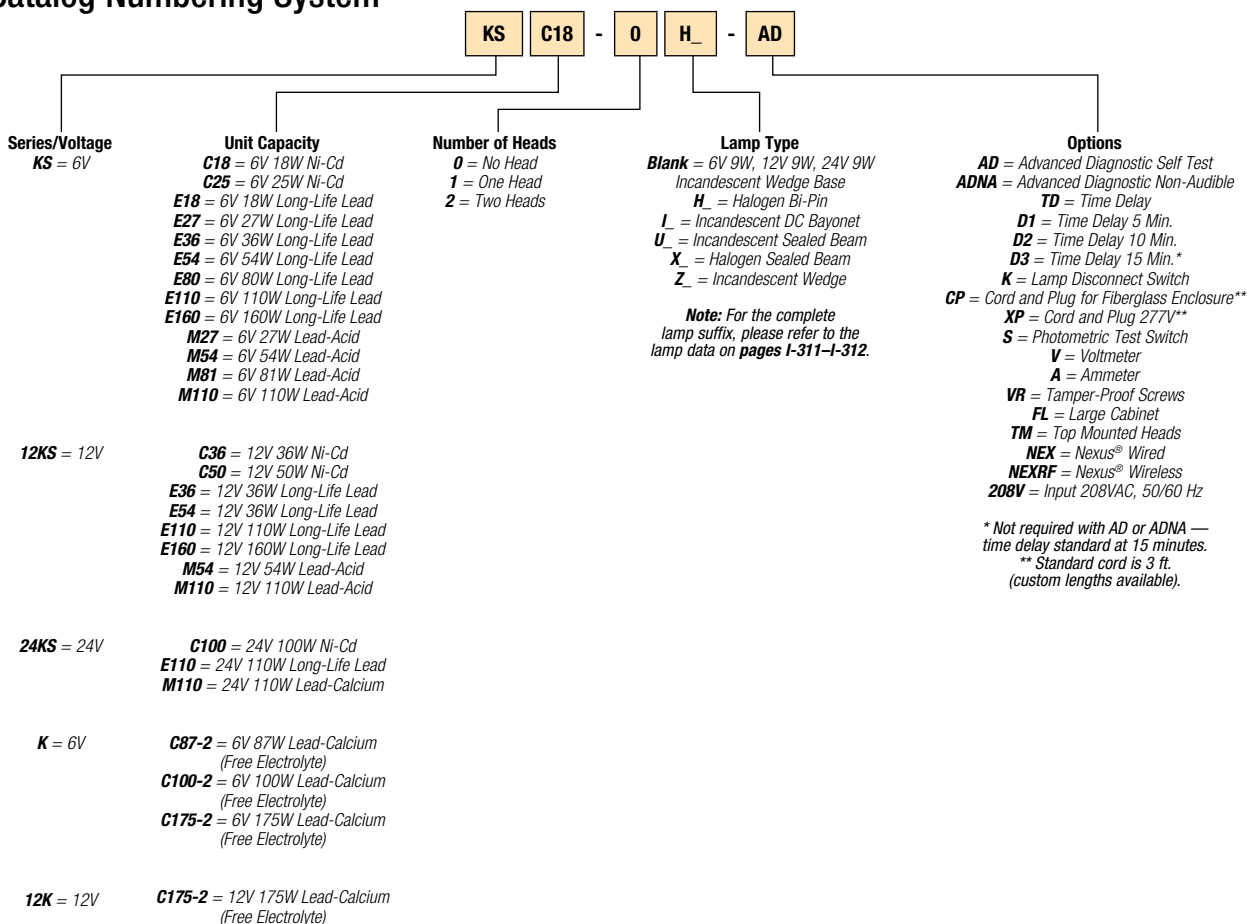 Catalog Numbering System
KS C18 - 0 H_ - AD
Series/Voltage
KS = 6V
Unit Capacity
C18 = 6V 18W Ni-Cd
C25 = 6V 25W Ni-Cd
E18 = 6V 18W Long-Life Lead
E27 = 6V 27W Long-Life Lead
E36 = 6V 36W Long-Life Lead
E54 = 6V 54W Long-Life Lead
E80 = 6V 80W Long-Life Lead
E110 = 6V 110W Long-Life Lead
E160 = 6V 160W Long-Life Lead
M27 = 6V 27W Lead-Acid
M54 = 6V 54W Lead-Acid
M81 = 6V 81W Lead-Acid
M110 = 6V 110W Lead-Acid
12KS = 12V
C36 = 12V 36W Ni-Cd
C50 = 12V 50W Ni-Cd
E36 = 12V 36W Long-Life Lead
E54 = 12V 36W Long-Life Lead
E110 = 12V 110W Long-Life Lead
E160 = 12V 160W Long-Life Lead
M54 = 12V 54W Lead-Acid
M110 = 12V 110W Lead-Acid
24KS = 24V
C100 = 24V 100W Ni-Cd
E110 = 24V 110W Long-Life Lead
M110 = 24V 110W Lead-Calcium
K = 6V
C87-2 = 6V 87W Lead-Calcium
(Free Electrolyte)
C100-2 = 6V 100W Lead-Calcium
(Free Electrolyte)
C175-2 = 6V 175W Lead-Calcium
(Free Electrolyte)
12K = 12V
C175-2 = 12V 175W Lead-Calcium
(Free Electrolyte)
Number of Heads
0 = No Head
1 = One Head
2 = Two Heads
Lamp Type
Blank = 6V 9W, 12V 9W, 24V 9W
Incandescent Wedge Base
H_ = Halogen Bi-Pin
I_ = Incandescent DC Bayonet
U_ = Incandescent Sealed Beam
X_ = Halogen Sealed Beam
Z_ = Incandescent Wedge
Note: For the complete
lamp suffix, please refer to the
lamp data on pages I-311–I-312.
Options
AD = Advanced Diagnostic Self Test
ADNA = Advanced Diagnostic Non-Audible
TD = Time Delay
D1 = Time Delay 5 Min.
D2 = Time Delay 10 Min.
D3 = Time Delay 15 Min.*
K = Lamp Disconnect Switch
CP = Cord and Plug for Fiberglass Enclosure**
XP = Cord and Plug 277V**
S = Photometric Test Switch
V = Voltmeter
A = Ammeter
VR = Tamper-Proof Screws
FL = Large Cabinet
TM = Top Mounted Heads
NEX = Nexus® Wired
NEXRF = Nexus® Wireless
208V = Input 208VAC, 50/60 Hz
* Not required with AD or ADNA —
time delay standard at 15 minutes.
** Standard cord is 3 ft.
(custom lengths available).